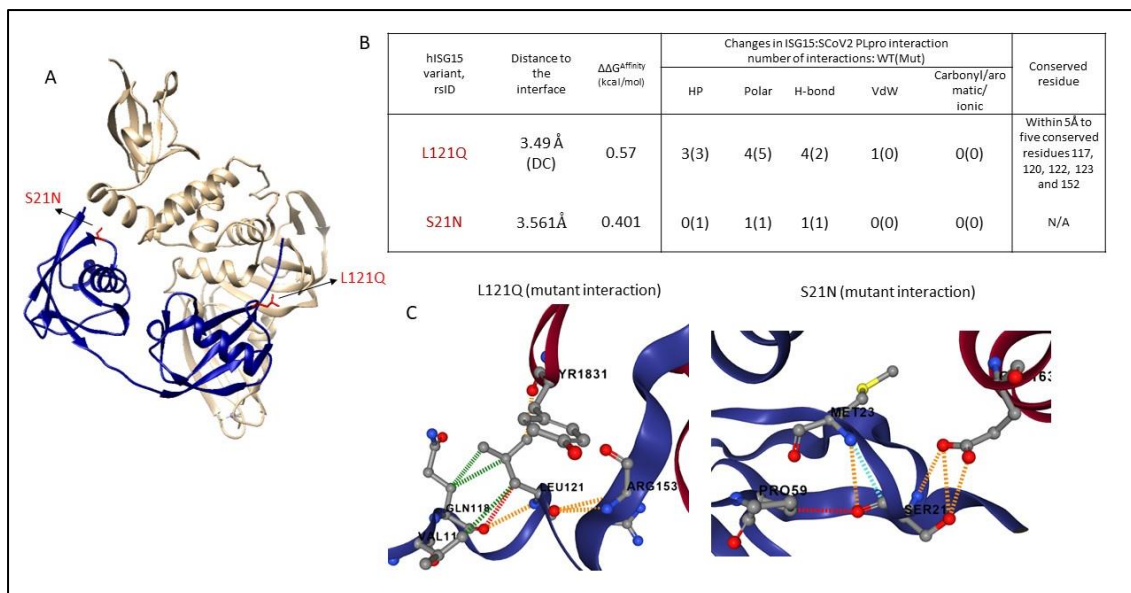 A
S21N
L121Q
B
hISG15
variant,
rsID
Distance to
the
interface
ΔΔG^Affinity
(kcal/mol)
Changes in ISG15:SCoV2 PLpro interaction
number of interactions: WT(Mut)
HP
Polar
H-bond
VdW
Carbonyl/aro
matic/
ionic
Conserved
residue
L121Q
3.49 Å
(DC)
0.57
3(3)
4(5)
4(2)
1(0)
0(0)
Within 5Å to
five conserved
residues 117,
120, 122, 123
and 152
S21N
3.561Å
0.401
0(1)
1(1)
1(1)
0(0)
0(0)
N/A
C
L121Q (mutant interaction)
YR1831
LEU121
ARG153
GLN118
VAL11
S21N (mutant interaction)
MET23
PRO59
SER21